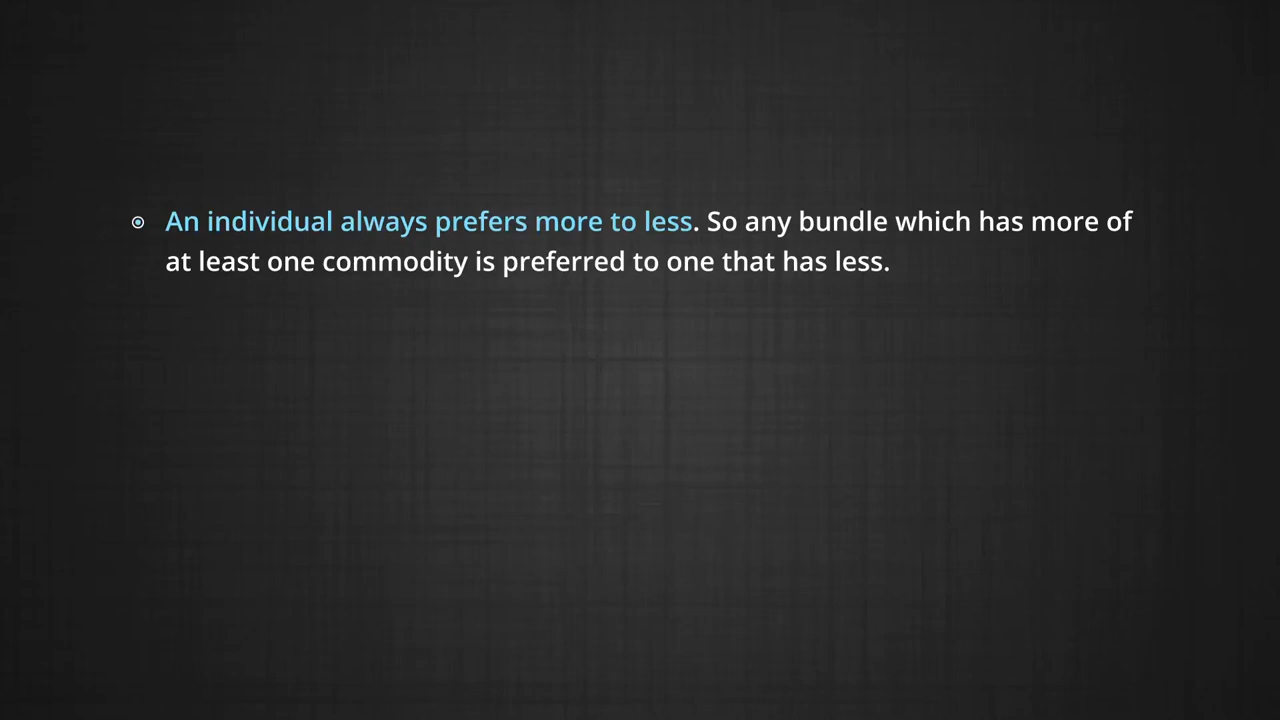 An individual always prefers more to less. So any bundle which has more of
at least one commodity is preferred to one that has less.